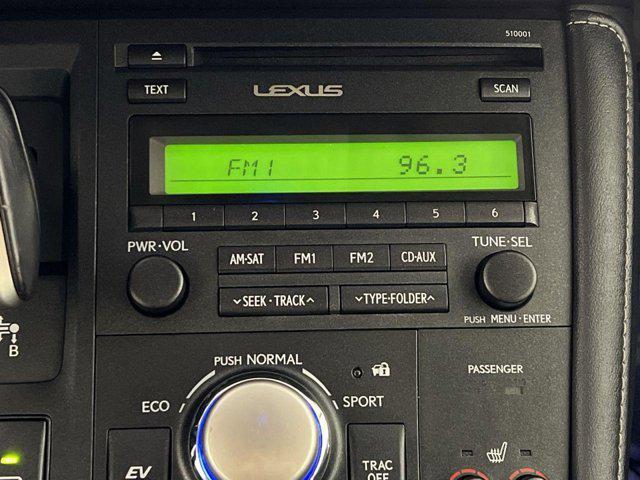 510001
TEXT
LEXUS
SCAN
FM1 96.3
1 2 3 4 5 6
PWR·VOL
TUNE·SEL
AM·SAT FM1 FM2 CD·AUX
SEEK·TRACK
TYPE·FOLDER
PUSH MENU·ENTER
PUSH NORMAL
PASSENGER
ECO
SPORT
B
EV
TRAC
OFF